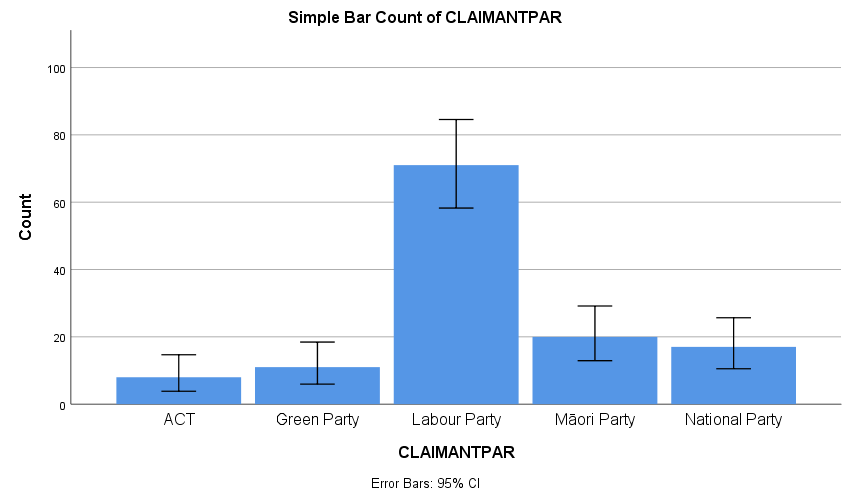 Simple Bar Count of CLAIMANTPAR
100
80
60
40
20
0
Count
ACT Green Party Labour Party Māori Party National Party
CLAIMANTPAR
Error Bars: 95% CI